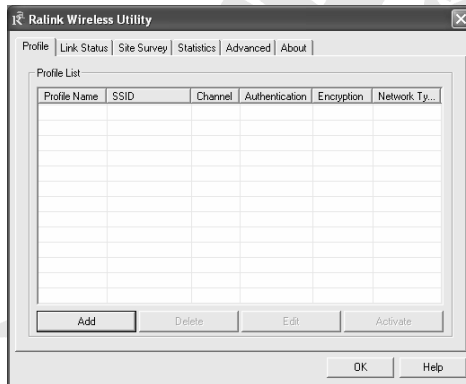 Ralink Wireless Utility
Profile Link Status Site Survey Statistics Advanced About
Profile List
Profile Name SSID Channel Authentication Encryption Network Ty...
Add Delete Edit Activate
OK Help